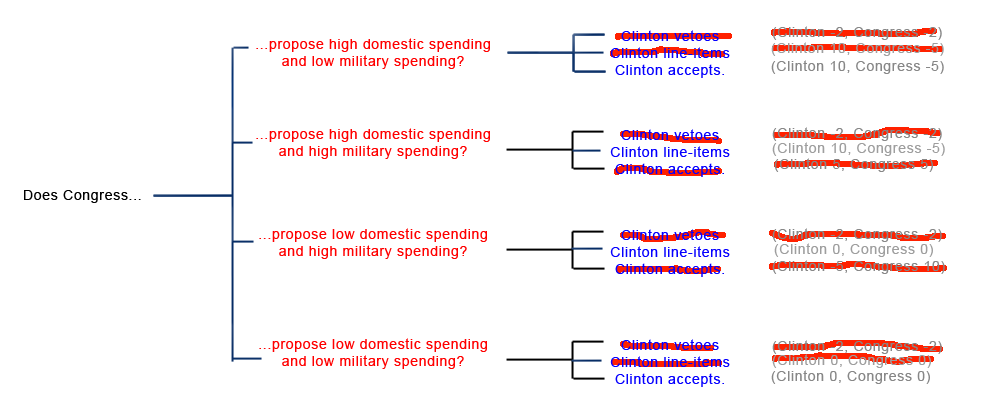 ...propose high domestic spending
and low military spending?
Clinton vetoes
(Clinton -2, Congress -2)
Clinton line-items
(Clinton 10, Congress -5)
Clinton accepts.
(Clinton 10, Congress -5)
...propose high domestic spending
and high military spending?
Clinton vetoes
(Clinton -2, Congress -2)
Clinton line-items
(Clinton 10, Congress -5)
Clinton accepts.
(Clinton 5, Congress 5)
Does Congress...
...propose low domestic spending
and high military spending?
Clinton vetoes
(Clinton -2, Congress -2)
Clinton line-items
(Clinton 0, Congress 0)
Clinton accepts.
(Clinton -5, Congress 10)
...propose low domestic spending
and low military spending?
Clinton vetoes
(Clinton -2, Congress -2)
Clinton line-items
(Clinton 0, Congress 0)
Clinton accepts.
(Clinton 0, Congress 0)